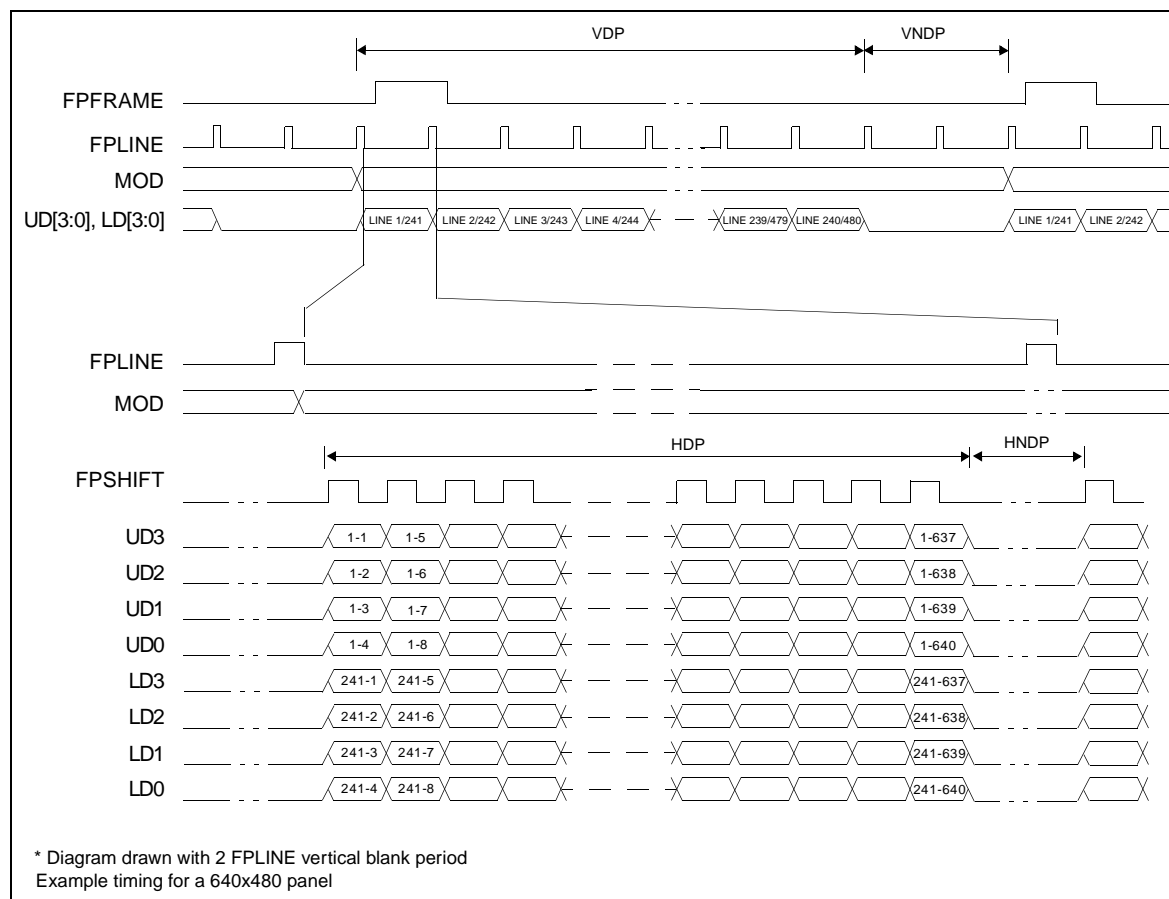 VDP VNDP
FPFRAME
FPLINE
MOD
UD[3:0], LD[3:0] LINE 1/241 LINE 2/242 LINE 3/243 LINE 4/244 LINE 239/479 LINE 240/480 LINE 1/241 LINE 2/242
FPLINE
MOD
HDP HNDP
FPSHIFT
UD3 1-1 1-5 1-637
UD2 1-2 1-6 1-638
UD1 1-3 1-7 1-639
UD0 1-4 1-8 1-640
LD3 241-1 241-5 241-637
LD2 241-2 241-6 241-638
LD1 241-3 241-7 241-639
LD0 241-4 241-8 241-640
* Diagram drawn with 2 FPLINE vertical blank period
Example timing for a 640x480 panel